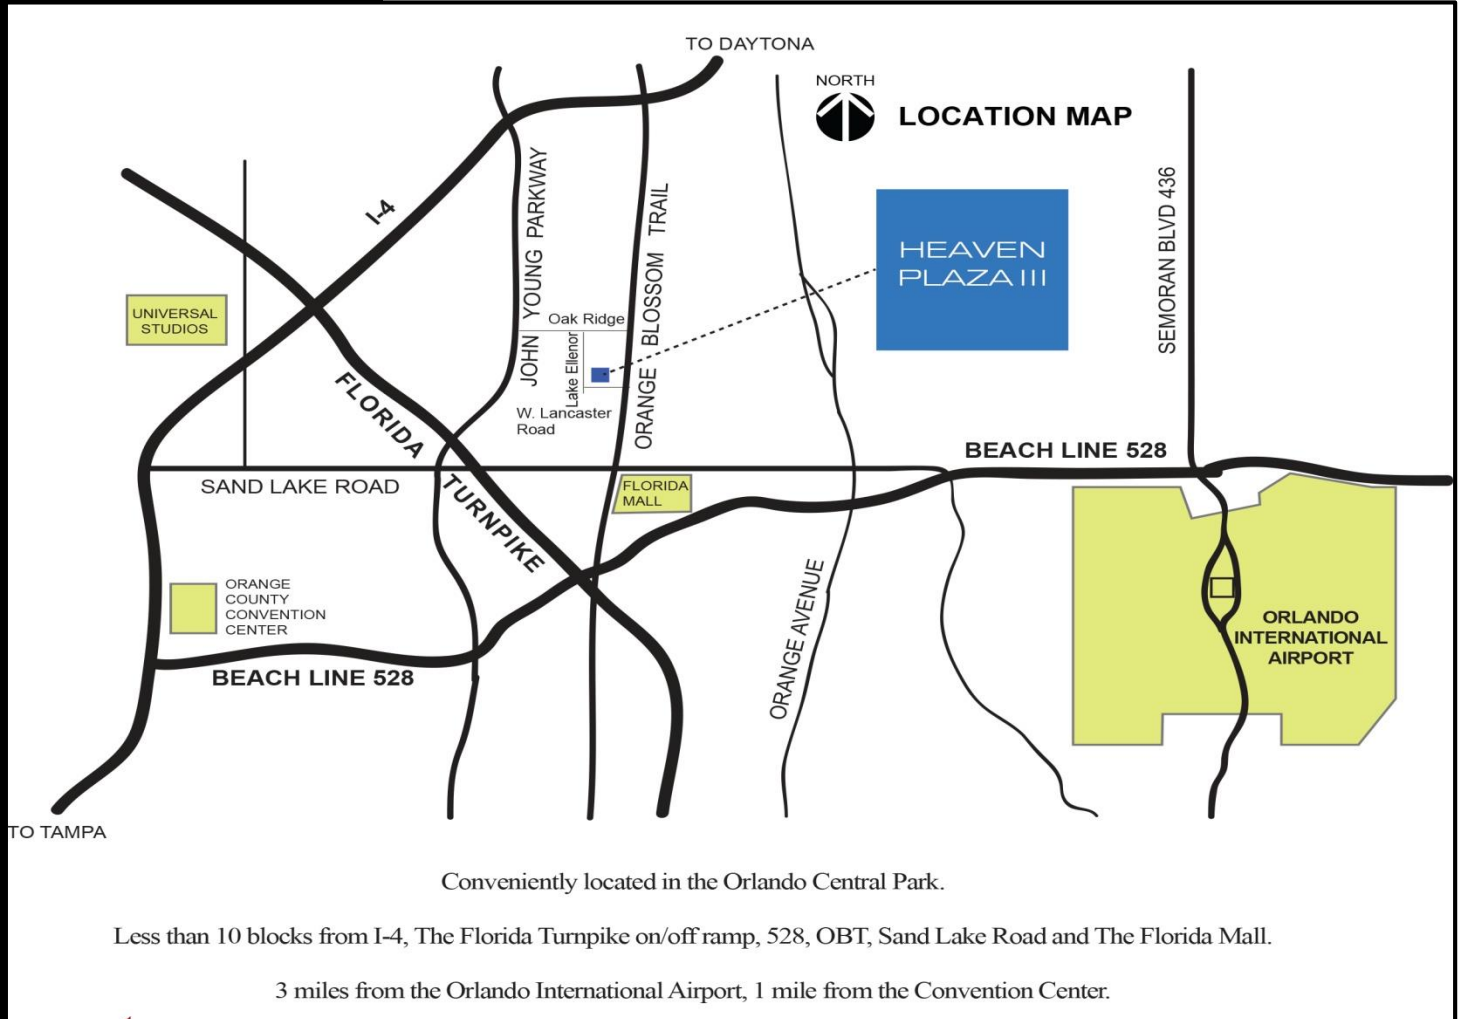 TO DAYTONA
NORTH
LOCATION MAP
I-4
JOHN YOUNG PARKWAY
ORANGE BLOSSOM TRAIL
SEMORAN BLVD 436
HEAVEN
PLAZA III
UNIVERSAL
STUDIOS
Oak Ridge
Lake Ellenor
W. Lancaster
Road
FLORIDA TURNPIKE
BEACH LINE 528
SAND LAKE ROAD
FLORIDA
MALL
ORANGE
COUNTY
CONVENTION
CENTER
ORANGE AVENUE
ORLANDO
INTERNATIONAL
AIRPORT
BEACH LINE 528
TO TAMPA
Conveniently located in the Orlando Central Park.
Less than 10 blocks from I-4, The Florida Turnpike on/off ramp, 528, OBT, Sand Lake Road and The Florida Mall.
3 miles from the Orlando International Airport, 1 mile from the Convention Center.